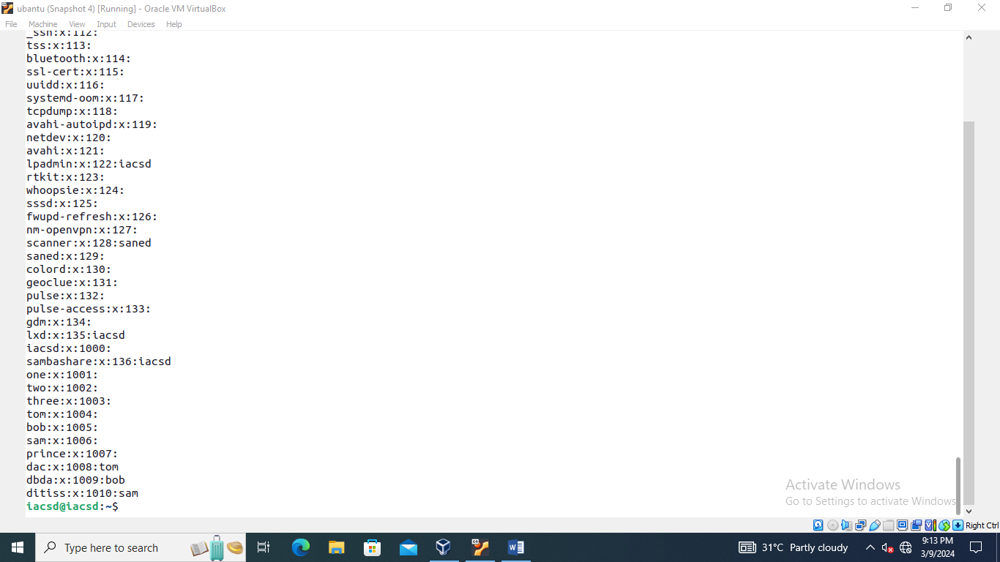 ubantu (Snapshot 4) [Running] - Oracle VM VirtualBox
File Machine View Input Devices Help
_ssh:x:112:
tss:x:113:
bluetooth:x:114:
ssl-cert:x:115:
uuidd:x:116:
systemd-oom:x:117:
tcpdump:x:118:
avahi-autoipd:x:119:
netdev:x:120:
avahi:x:121:
lpadmin:x:122:iacsd
rtkit:x:123:
whoopsie:x:124:
sssd:x:125:
fwupd-refresh:x:126:
nm-openvpn:x:127:
scanner:x:128:saned
saned:x:129:
colord:x:130:
geoclue:x:131:
pulse:x:132:
pulse-access:x:133:
gdm:x:134:
lxd:x:135:iacsd
iacsd:x:1000:
sambashare:x:136:iacsd
one:x:1001:
two:x:1002:
three:x:1003:
tom:x:1004:
bob:x:1005:
sam:x:1006:
prince:x:1007:
dac:x:1008:tom
dbda:x:1009:bob
ditiss:x:1010:sam
iacsd@iacsd:~$
Activate Windows
Go to Settings to activate Windows
Right Ctrl
Type here to search
31°C Partly cloudy
9:13 PM
3/9/2024